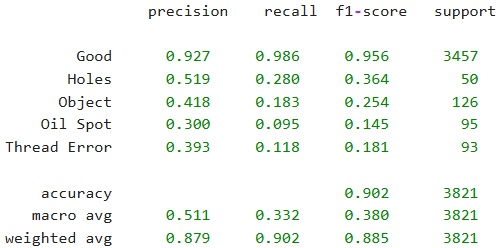 precision recall f1-score support
Good 0.927 0.986 0.956 3457
Holes 0.519 0.280 0.364 50
Object 0.418 0.183 0.254 126
Oil Spot 0.300 0.095 0.145 95
Thread Error 0.393 0.118 0.181 93
accuracy 0.902 3821
macro avg 0.511 0.332 0.380 3821
weighted avg 0.879 0.902 0.885 3821